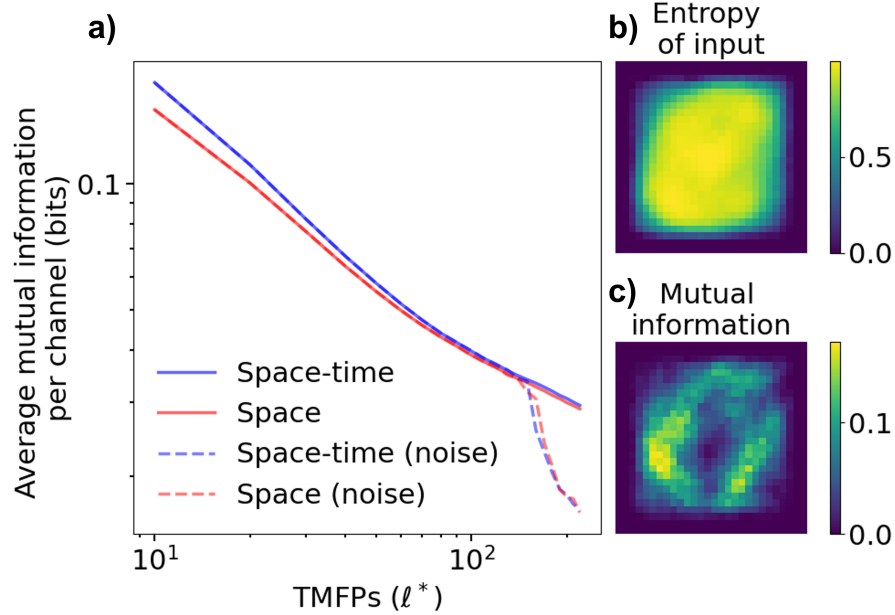 a)
Average mutual information
per channel (bits)
0.1
Space-time
Space
Space-time (noise)
Space (noise)
10¹
10²
TMFPs (ℓ*)
b)
Entropy
of input
0.5
0.0
c)
Mutual
information
0.1
0.0